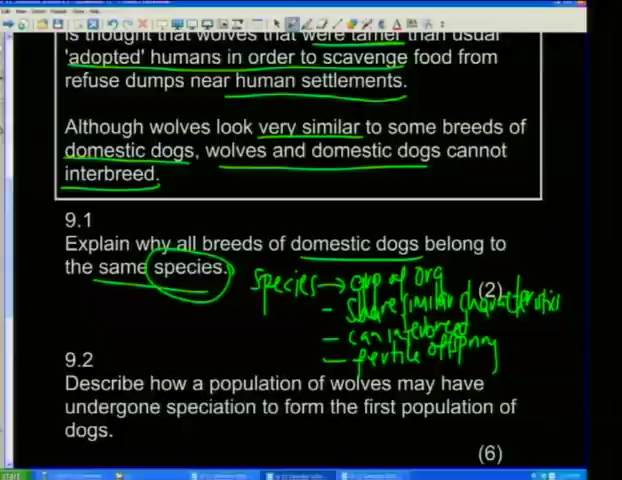 is thought that wolves that were tamer than usual
'adopted' humans in order to scavenge food from
refuse dumps near human settlements.
Although wolves look very similar to some breeds of
domestic dogs, wolves and domestic dogs cannot
interbreed.
9.1
Explain why all breeds of domestic dogs belong to
the same species.
(2)
species → grp of org
- share similar characteristics
- can interbreed
- fertile offspring
9.2
Describe how a population of wolves may have
undergone speciation to form the first population of
dogs.
(6)
start